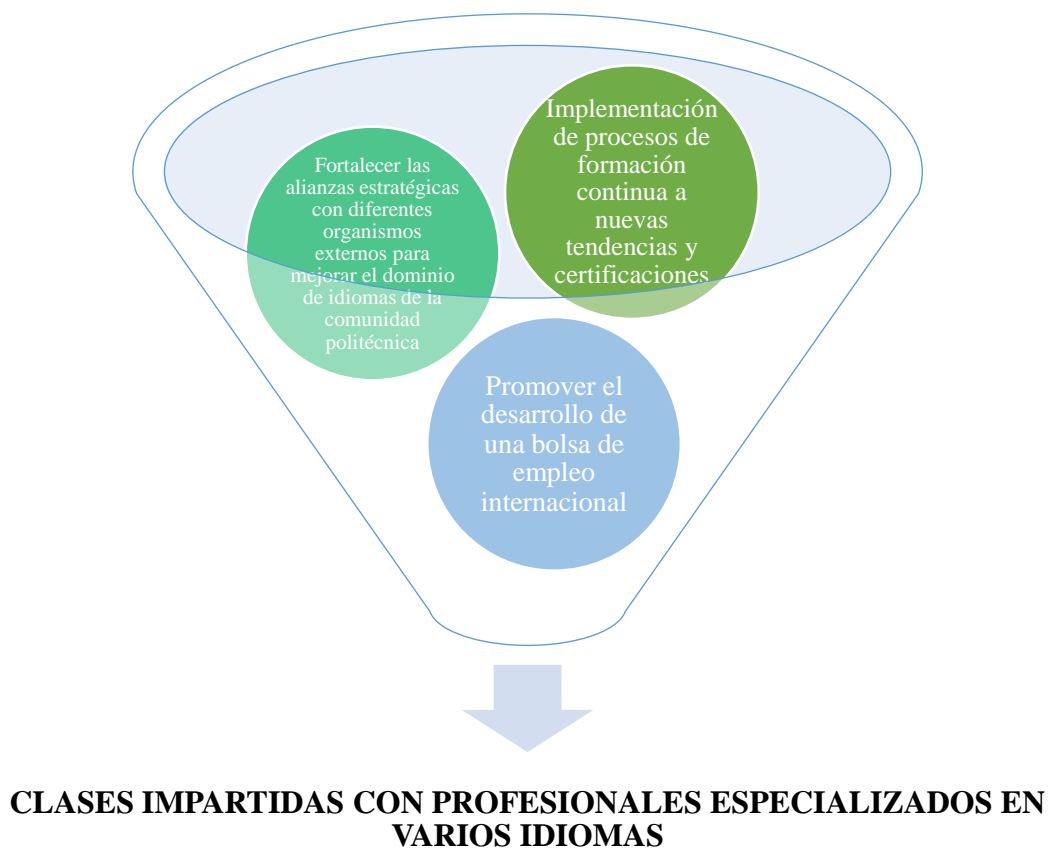 Implementación
de procesos de
formación
continua a
nuevas
tendencias y
certificaciones
Fortalecer las
alianzas estratégicas
con diferentes
organismos
externos para
mejorar el dominio
de idiomas de la
comunidad
politécnica
Promover el
desarrollo de
una bolsa de
empleo
internacional
CLASES IMPARTIDAS CON PROFESIONALES ESPECIALIZADOS EN
VARIOS IDIOMAS